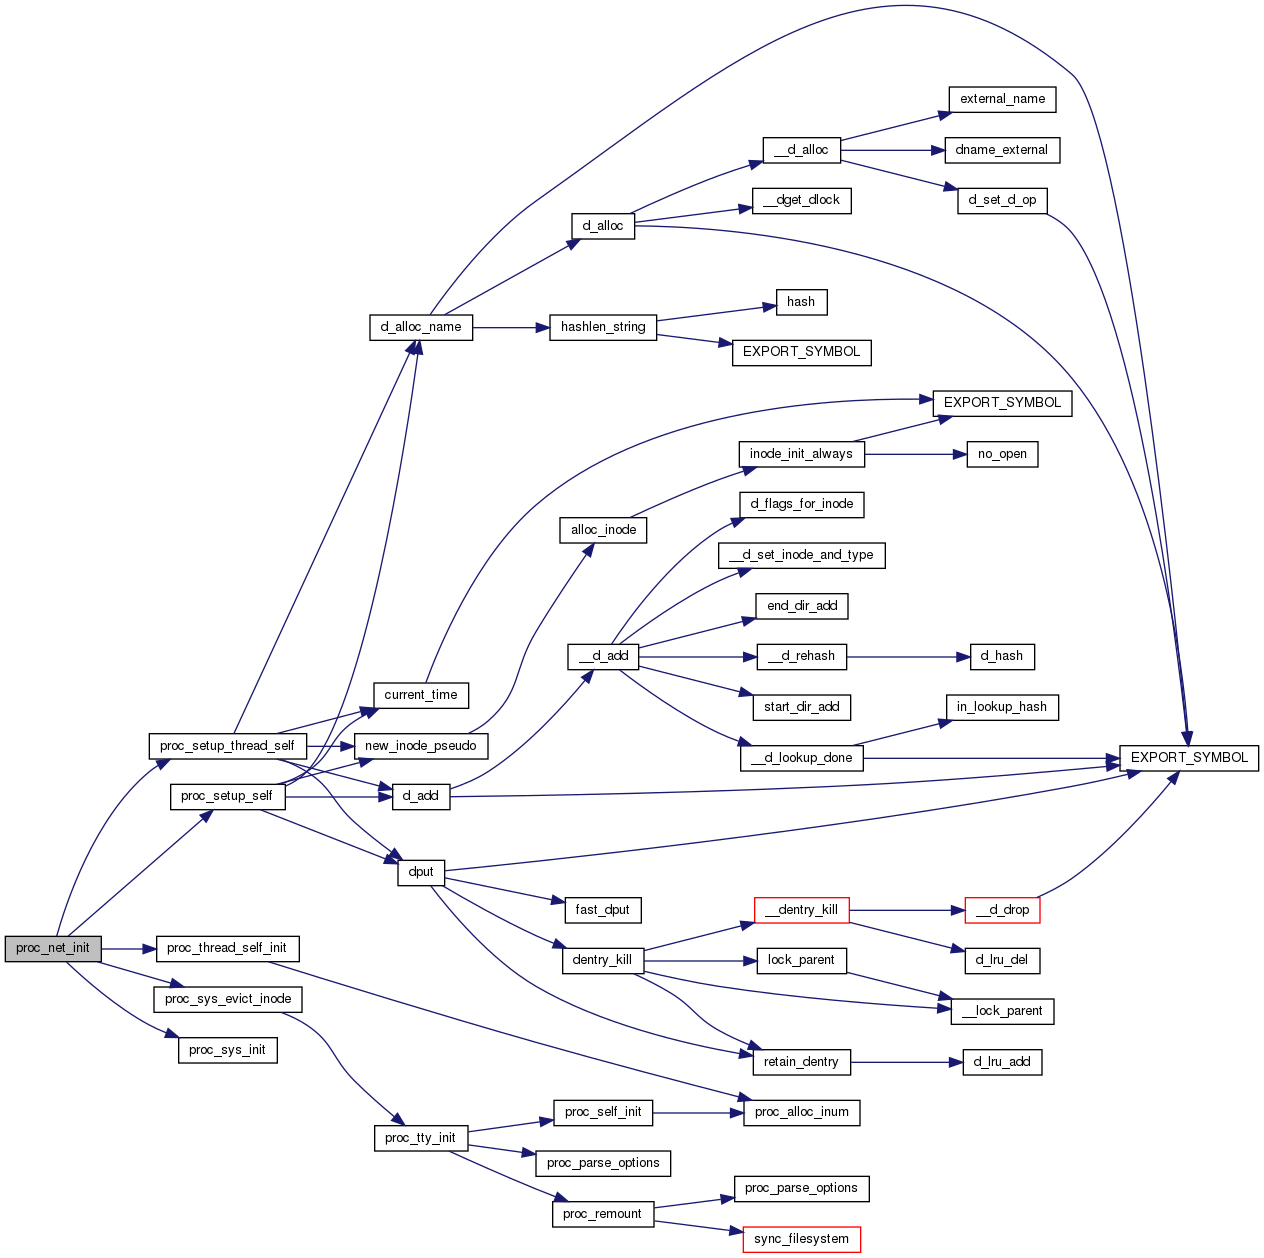 external_name
__d_alloc
dname_external
d_set_d_op
__dget_dlock
d_alloc
hash
d_alloc_name
hashlen_string
EXPORT_SYMBOL
EXPORT_SYMBOL
inode_init_always
no_open
d_flags_for_inode
alloc_inode
__d_set_inode_and_type
end_dir_add
__d_add
__d_rehash
d_hash
current_time
start_dir_add
in_lookup_hash
proc_setup_thread_self
new_inode_pseudo
__d_lookup_done
EXPORT_SYMBOL
proc_setup_self
d_add
dput
fast_dput
__dentry_kill
__d_drop
proc_net_init
proc_thread_self_init
dentry_kill
lock_parent
d_lru_del
proc_sys_evict_inode
__lock_parent
proc_sys_init
retain_dentry
d_lru_add
proc_self_init
proc_alloc_inum
proc_tty_init
proc_parse_options
proc_parse_options
proc_remount
sync_filesystem